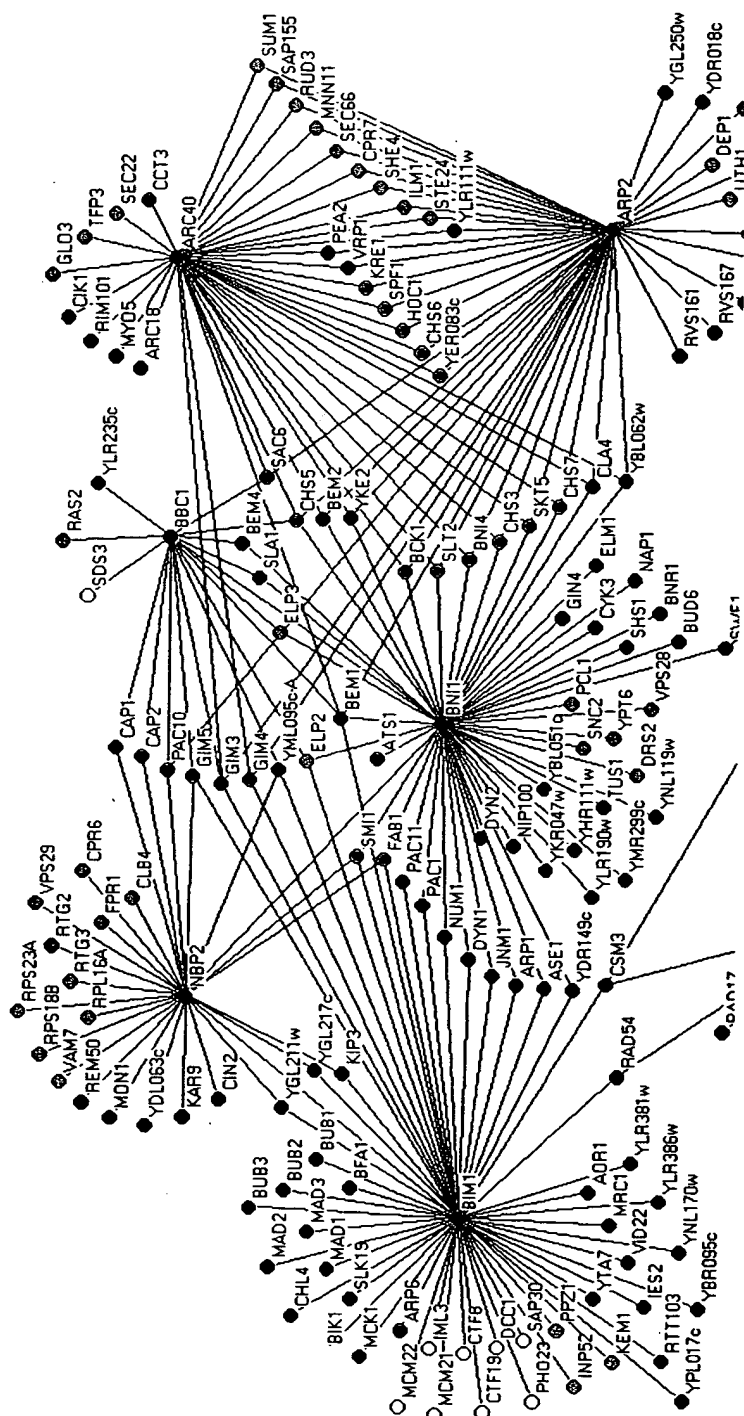 SUM1
SAP155
RUD3
MNN11
SEC66
CPR7
SHE4
ILM1
STE24
YLR111w
CCT3
SEC22
TFP3
GLO3
ARC40
CIK1
RIM101
MYO5
ARC18
PEA2
VRP1
KRE1
SPF1
HOC1
CHS6
YER083c
YGL250w
YDR018c
DEP1
UTH1
ARP2
RVS161
RVS167
YLR235c
RAS2
SDS3
BBC1
SAC6
CHS5
BEM2
YKE2
BEM4
SLA1
ELP3
BCK1
SLT2
BNI4
CHS3
SKT5
CHS7
CLA4
YBL062w
CAP1
CAP2
PAC10
GIM5
GIM3
GIM4
YML095c-A
ELP2
BEM1
ATS1
BNI1
ELM1
GIN4
NAP1
CYK3
SHS1
BNR1
BUD6
SWF1
PCL1
VPS28
SNC2
YPT6
DRS2
YBL051c
TUS1
YNL119w
YHR111w
YMR299c
YKR047w
YLR190w
NIP100
DYN2
SMI1
FAB1
PAC11
PAC1
NUM1
DYN1
JNM1
ARP1
ASE1
YDR149c
CSM3
RAD17
RAD54
CPR6
VPS29
CLB4
FPR1
RTG2
RTG3
RPS23A
RPL16A
RPS18B
VAM7
REM50
MON1
YDL063c
KAR9
CIN2
NBP2
YGL211w
YGL217c
KIP3
BUB1
BUB2
BUB3
BFA1
MAD3
MAD2
MAD1
SLK19
CHL4
BIK1
MCK1
ARP6
MCM22
IML3
MCM21
CTF8
CTF19
DCC1
SAP30
PHO23
PPZ1
INP52
BIM1
AOR1
YLR381w
MRC1
YLR386w
VID22
YNL170w
YTA7
IES2
YBR095c
KEM1
RTT103
YPL017c